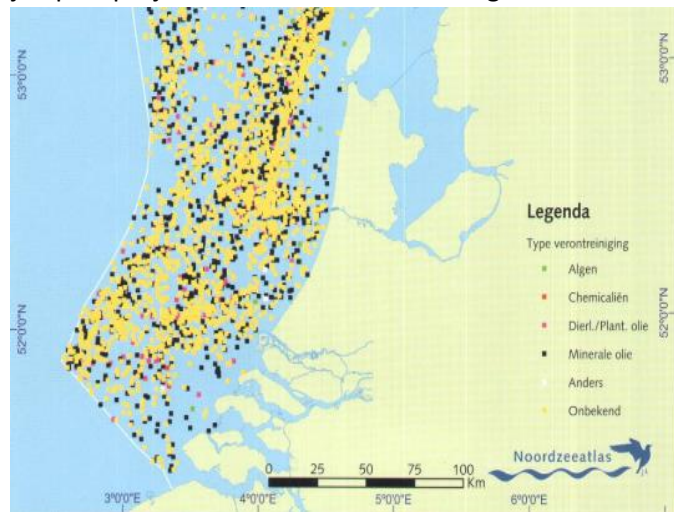 53°0'0"N
53°0'0"N
Legenda
Type verontreiniging
Algen
Chemicaliën
Dierl./Plant. olie
Minerale olie
Anders
Onbekend
52°0'0"N
52°0'0"N
Noordzeeatlas
0 25 50 75 100
Km
3°0'0"E 4°0'0"E 5°0'0"E 6°0'0"E